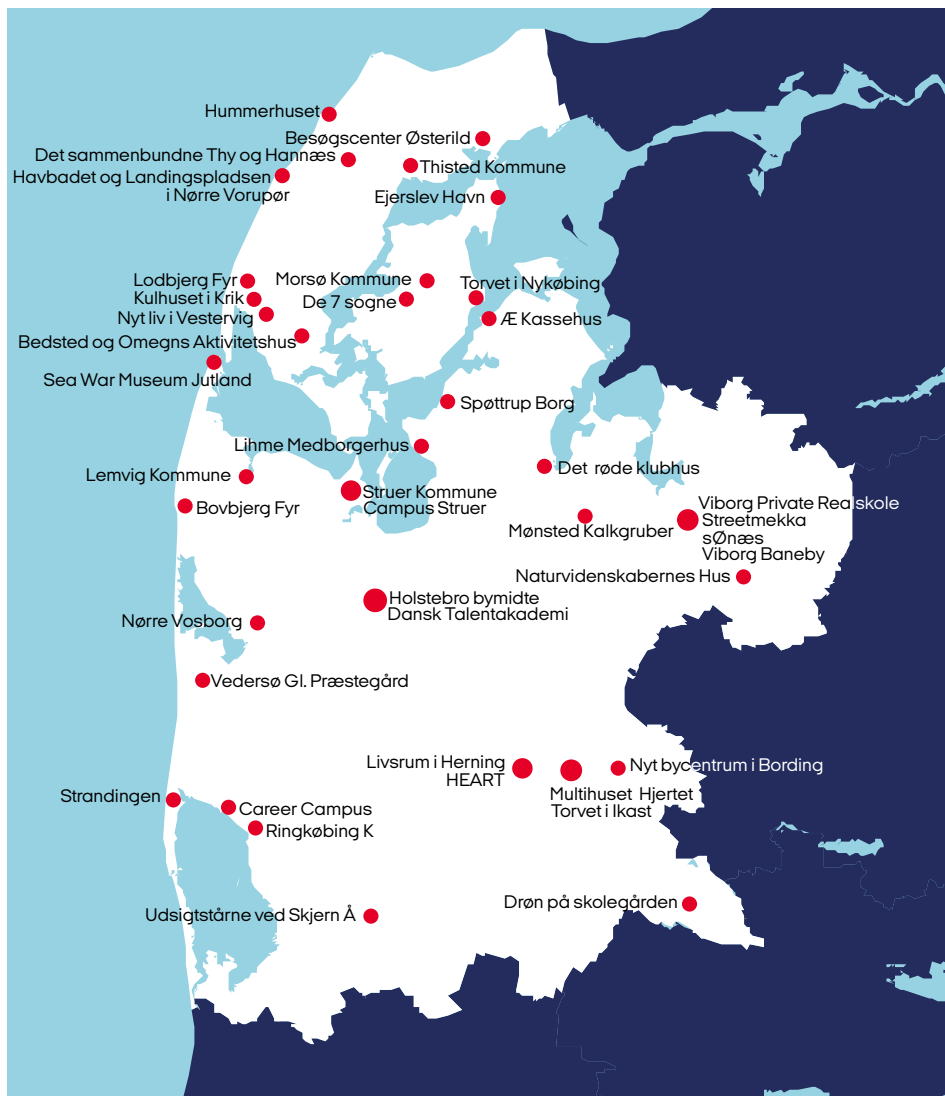 Hummerhuset
Besøgscenter Østerild
Det sammenbundne Thy og Hannæs
Thisted Kommune
Havbadet og Landingspladsen
i Nørre Vorupør
Ejerslev Havn
Lodbjerg Fyr
Morsø Kommune
Torvet i Nykøbing
Kulhuset i Krik
De 7 sogne
Nyt liv i Vestervig
Æ Kassehus
Bedsted og Omegns Aktivitetshus
Sea War Museum Jutland
Spøttrup Borg
Lihme Medborgerhus
Det røde klubhus
Lemvig Kommune
Struer Kommune
Campus Struer
Bovbjerg Fyr
Viborg Private Realskole
Streetmekka
sØnæs
Viborg Baneby
Mønsted Kalkgruber
Naturvidenskabernes Hus
Holstebro bymidte
Dansk Talentakademi
Nørre Vosborg
Vedersø Gl. Præstegård
Livsrum i Herning
HEART
Nyt bycentrum i Bording
Multihuset Hjertet
Torvet i Ikast
Strandingen
Career Campus
Ringkøbing K
Drøn på skolegården
Udsigtstårne ved Skjern Å